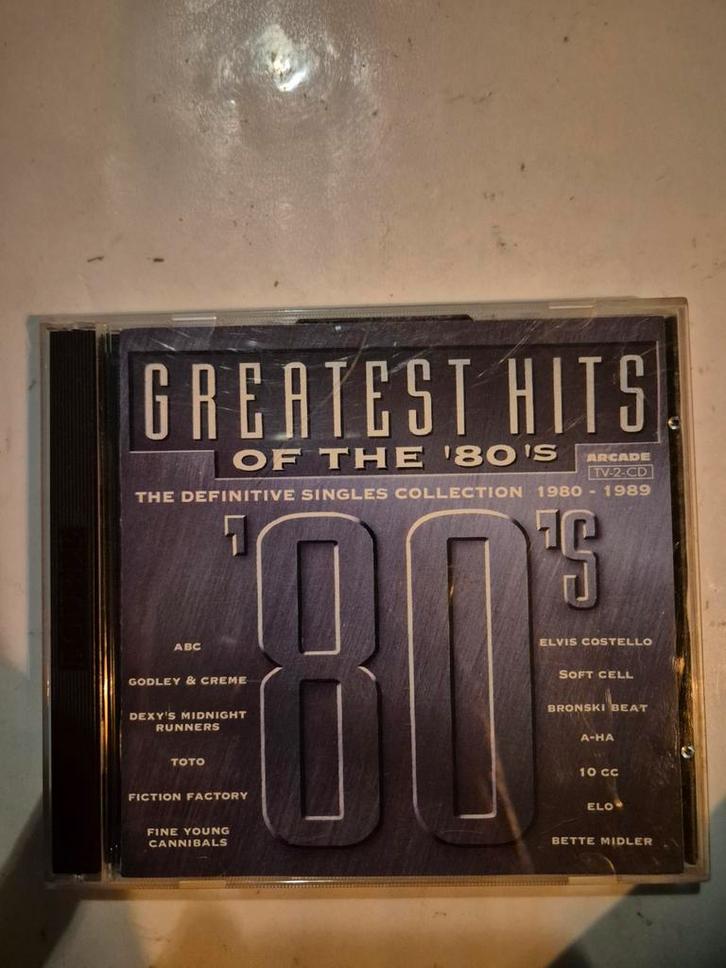 GREATEST HITS
OF THE '80'S
ARCADE
TV-2-CD
THE DEFINITIVE SINGLES COLLECTION 1980 - 1989
'80'S
ABC
GODLEY & CREME
DEXY'S MIDNIGHT
RUNNERS
TOTO
FICTION FACTORY
FINE YOUNG
CANNIBALS
ELVIS COSTELLO
SOFT CELL
BRONSKI BEAT
A-HA
10 CC
ELO
BETTE MIDLER